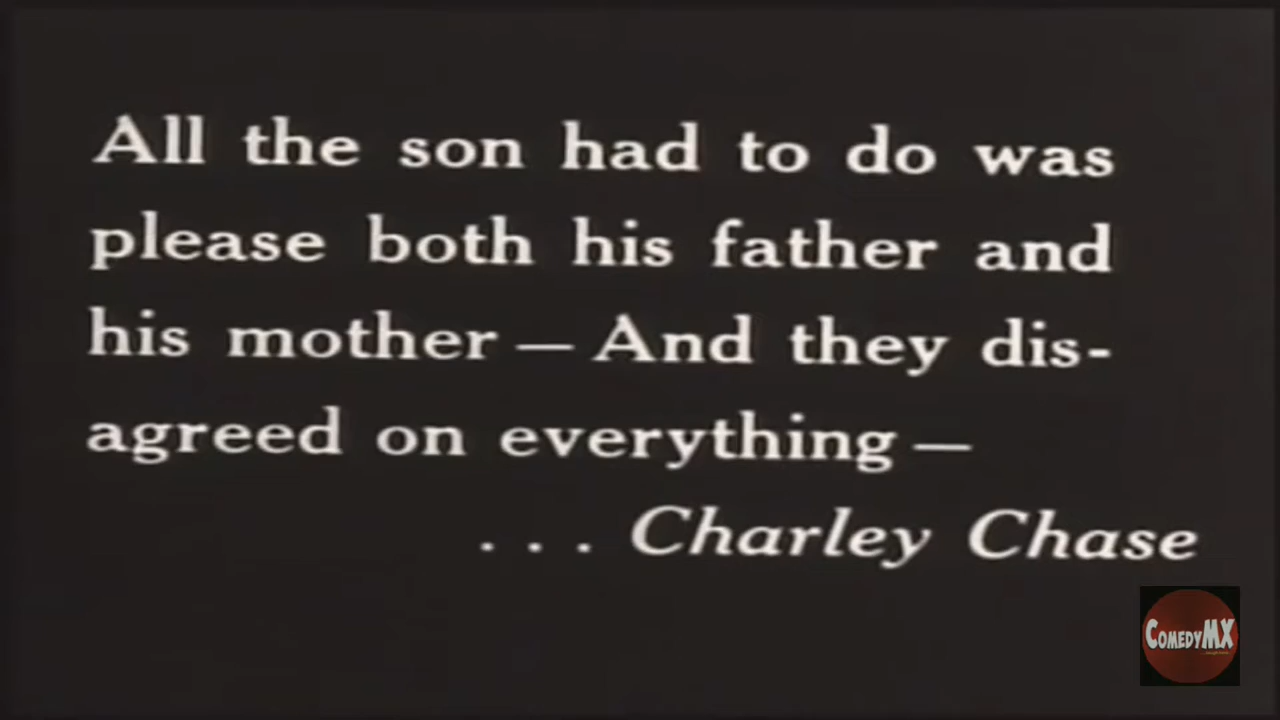 All the son had to do was
please both his father and
his mother — And they dis-
agreed on everything —
. . . Charley Chase
COMEDYMX